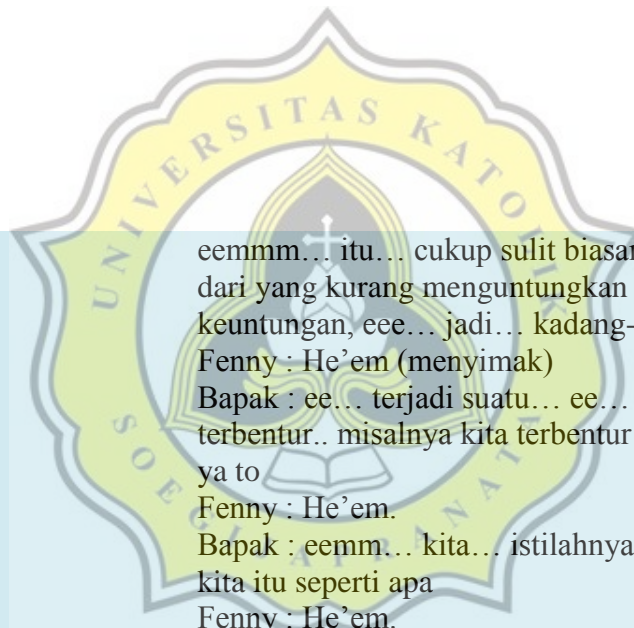 UNIVERSITAS KATOLIK
eemmm… itu… cukup sulit
dari yang kurang menguntungkan
keuntungan, eee… jadi… kadang-
Fenny : He’em (menyimak)
Bapak : ee… terjadi suatu… ee…
terbentur.. misalnya kita terbentur
ya to
Fenny : He’em.
Bapak : eemm… kita… istilahnya
kita itu seperti apa
Fenny : He’em.
SOEGIJAPRANATA